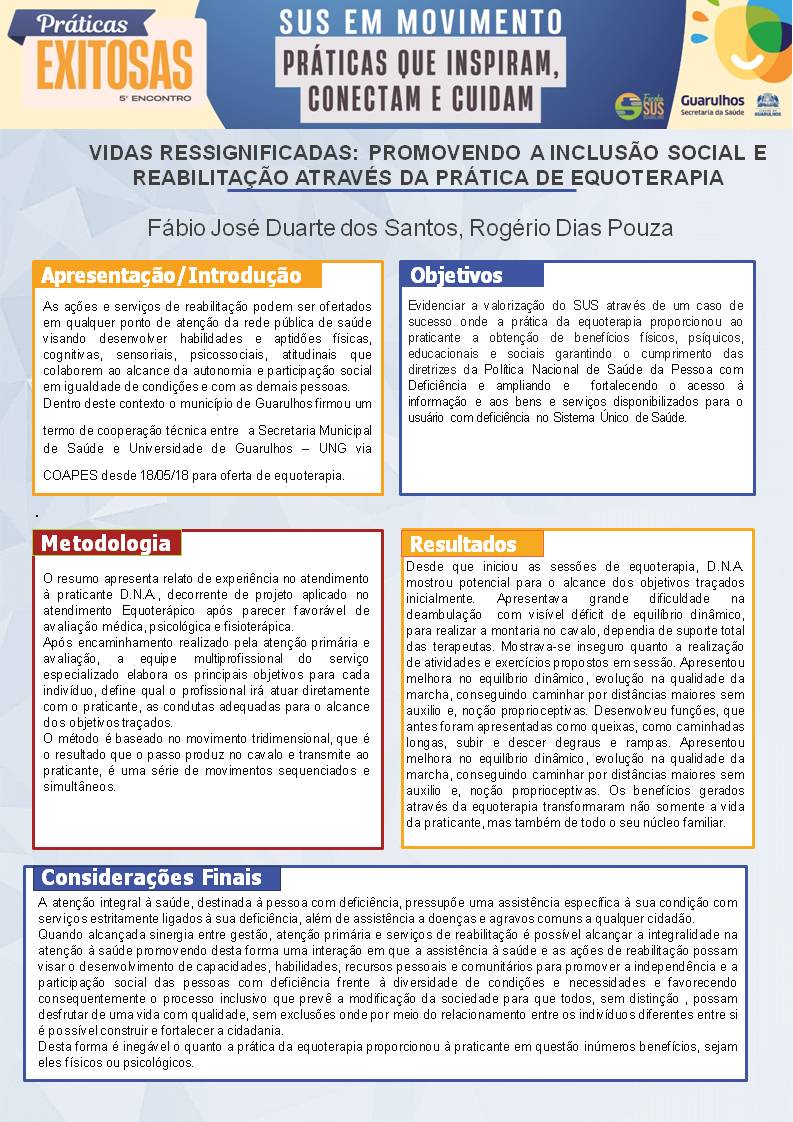 Práticas
EXITOSAS
5º ENCONTRO
SUS EM MOVIMENTO
PRÁTICAS QUE INSPIRAM,
CONECTAM E CUIDAM
Escola
SUS
Guarulhos
Secretaria da Saúde
GUARULHOS
VIDAS RESSIGNIFICADAS: PROMOVENDO A INCLUSÃO SOCIAL E
REABILITAÇÃO ATRAVÉS DA PRÁTICA DE EQUOTERAPIA
Fábio José Duarte dos Santos, Rogério Dias Pouza
Apresentação/Introdução
As ações e serviços de reabilitação podem ser ofertados
em qualquer ponto de atenção da rede pública de saúde
visando desenvolver habilidades e aptidões físicas,
cognitivas, sensoriais, psicossociais, atitudinais que
colaborem ao alcance da autonomia e participação social
em igualdade de condições e com as demais pessoas.
Dentro deste contexto o município de Guarulhos firmou um
termo de cooperação técnica entre a Secretaria Municipal
de Saúde e Universidade de Guarulhos – UNG via
COAPES desde 18/05/18 para oferta de equoterapia.
.
Objetivos
Evidenciar a valorização do SUS através de um caso de
sucesso onde a prática da equoterapia proporcionou ao
praticante a obtenção de benefícios físicos, psíquicos,
educacionais e sociais garantindo o cumprimento das
diretrizes da Política Nacional de Saúde da Pessoa com
Deficiência e ampliando e fortalecendo o acesso à
informação e aos bens e serviços disponibilizados para o
usuário com deficiência no Sistema Único de Saúde.
Metodologia
O resumo apresenta relato de experiência no atendimento
à praticante D.N.A., decorrente de projeto aplicado no
atendimento Equoterápico após parecer favorável de
avaliação médica, psicológica e fisioterápica.
Após encaminhamento realizado pela atenção primária e
avaliação, a equipe multiprofissional do serviço
especializado elabora os principais objetivos para cada
indivíduo, define qual o profissional irá atuar diretamente
com o praticante, as condutas adequadas para o alcance
dos objetivos traçados.
O método é baseado no movimento tridimensional, que é
o resultado que o passo produz no cavalo e transmite ao
praticante, é uma série de movimentos sequenciados e
simultâneos.
Resultados
Desde que iniciou as sessões de equoterapia, D.N.A.
mostrou potencial para o alcance dos objetivos traçados
inicialmente. Apresentava grande dificuldade na
deambulação com visível déficit de equilíbrio dinâmico,
para realizar a montaria no cavalo, dependia de suporte total
das terapeutas. Mostrava-se inseguro quanto a realização
de atividades e exercícios propostos em sessão. Apresentou
melhora no equilíbrio dinâmico, evolução na qualidade da
marcha, conseguindo caminhar por distâncias maiores sem
auxilio e, noção proprioceptivas. Desenvolveu funções, que
antes foram apresentadas como queixas, como caminhadas
longas, subir e descer degraus e rampas. Apresentou
melhora no equilíbrio dinâmico, evolução na qualidade da
marcha, conseguindo caminhar por distâncias maiores sem
auxilio e, noção proprioceptivas. Os benefícios gerados
através da equoterapia transformaram não somente a vida
da praticante, mas também de todo o seu núcleo familiar.
Considerações Finais
A atenção integral à saúde, destinada à pessoa com deficiência, pressupõe uma assistência específica à sua condição com
serviços estritamente ligados à sua deficiência, além de assistência a doenças e agravos comuns a qualquer cidadão.
Quando alcançada sinergia entre gestão, atenção primária e serviços de reabilitação é possível alcançar a integralidade na
atenção à saúde promovendo desta forma uma interação em que a assistência à saúde e as ações de reabilitação possam
visar o desenvolvimento de capacidades, habilidades, recursos pessoais e comunitários para promover a independência e a
participação social das pessoas com deficiência frente à diversidade de condições e necessidades e favorecendo
consequentemente o processo inclusivo que prevê a modificação da sociedade para que todos, sem distinção , possam
desfrutar de uma vida com qualidade, sem exclusões onde por meio do relacionamento entre os indivíduos diferentes entre si
é possível construir e fortalecer a cidadania.
Desta forma é inegável o quanto a prática da equoterapia proporcionou à praticante em questão inúmeros benefícios, sejam
eles físicos ou psicológicos.